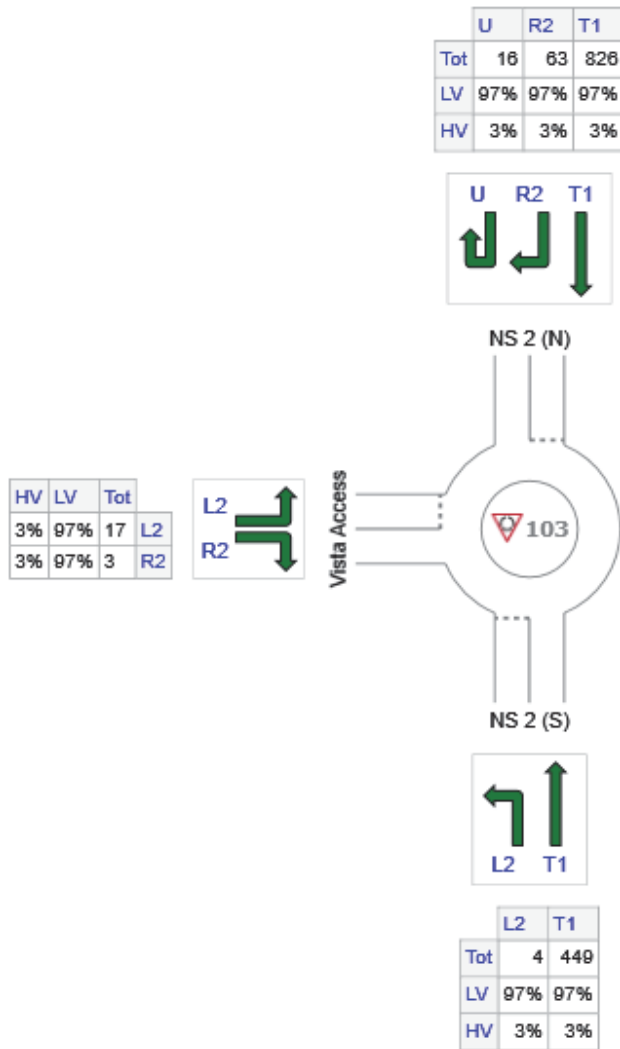 U R2 T1
Tot 16 63 826
LV 97% 97% 97%
HV 3% 3% 3%
U R2 T1
NS 2 (N)
HV LV Tot
3% 97% 17 L2
3% 97% 3 R2
L2
R2
Vista Access
103
NS 2 (S)
L2 T1
L2 T1
Tot 4 449
LV 97% 97%
HV 3% 3%